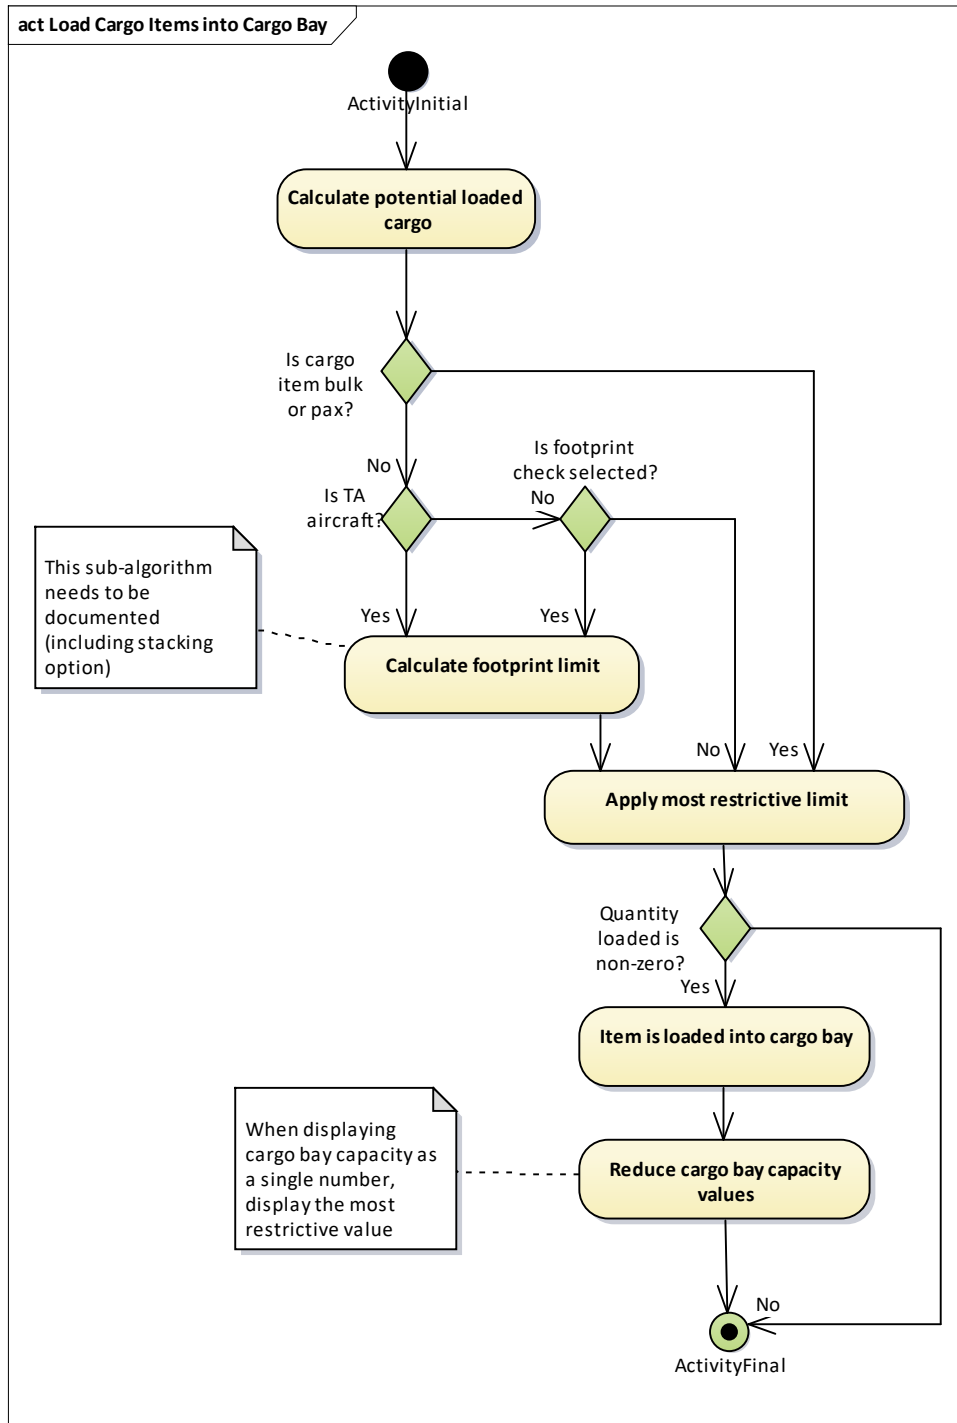 act Load Cargo Items into Cargo Bay
ActivityInitial
Calculate potential loaded
cargo
Is cargo
item bulk
or pax?
No
Is footprint
check selected?
Is TA
aircraft?
No
This sub-algorithm
needs to be
documented
(including stacking
option)
Yes
Yes
Calculate footprint limit
No
Yes
Apply most restrictive limit
Quantity
loaded is
non-zero?
Yes
Item is loaded into cargo bay
When displaying
cargo bay capacity as
a single number,
display the most
restrictive value
Reduce cargo bay capacity
values
No
ActivityFinal